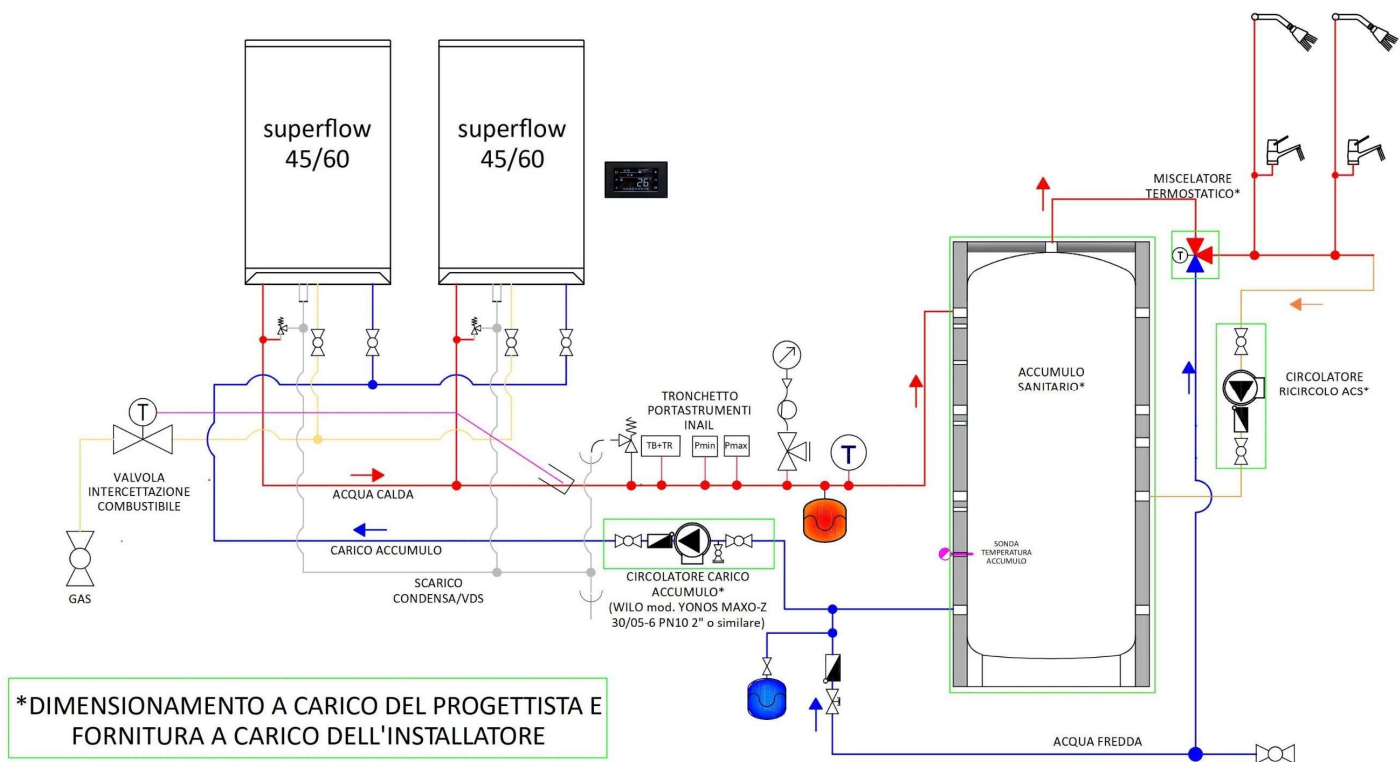 superflow
45/60
superflow
45/60
26
MISCELATORE
TERMOSTATICO*
T
ACCUMULO
SANITARIO*
CIRCOLATORE
RICIRCOLO ACS*
T
VALVOLA
INTERCETTAZIONE
COMBUSTIBILE
TRONCHETTO
PORTASTRUMENTI
INAIL
TB+TR
Pmin
Pmax
T
ACQUA CALDA
CARICO ACCUMULO
SONDA
TEMPERATURA
ACCUMULO
GAS
SCARICO
CONDENSA/VDS
CIRCOLATORE CARICO
ACCUMULO*
(WILO mod. YONOS MAXO-Z
30/05-6 PN10 2" o similare)
*DIMENSIONAMENTO A CARICO DEL PROGETTISTA E
FORNITURA A CARICO DELL'INSTALLATORE
ACQUA FREDDA